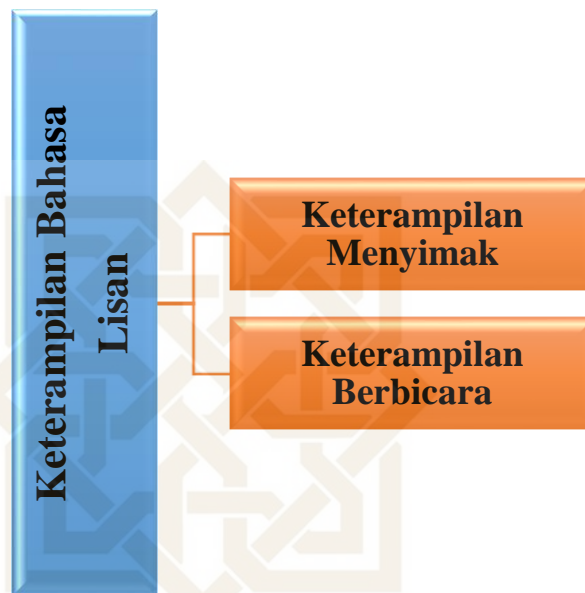 Keterampilan Bahasa
Lisan
Keterampilan
Menyimak
Keterampilan
Berbicara